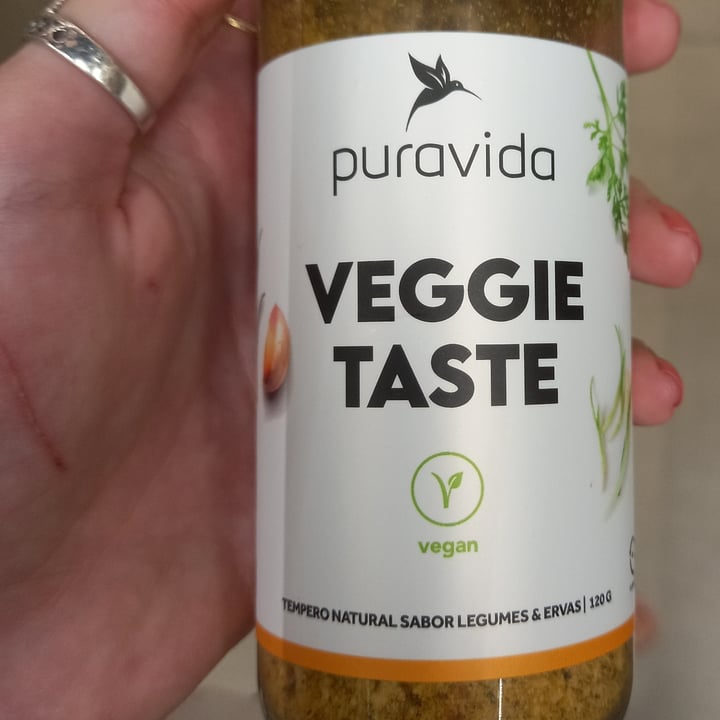 puravida
VEGGIE
TASTE
vegan
TEMPERO NATURAL SABOR LEGUMES & ERVAS | 120 G